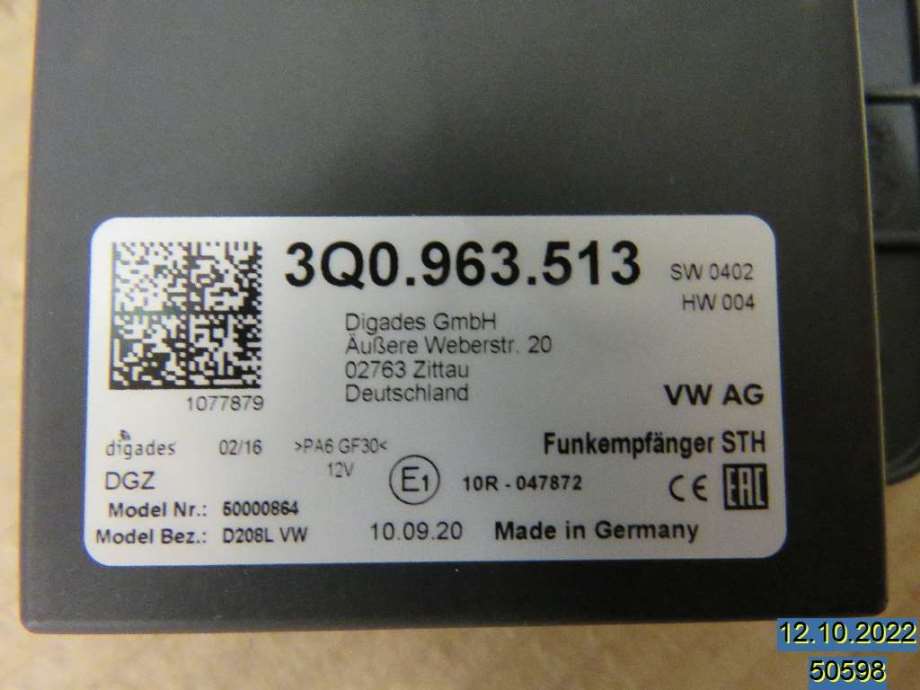 3Q0.963.513
SW 0402
HW 004
Digades GmbH
Äußere Weberstr. 20
02763 Zittau
Deutschland
VW AG
1077879
digades 02/16 >PA6 GF30<
12V
Funkempfänger STH
DGZ
E1
10R - 047872
CE EAC
Model Nr.: 50000864
Model Bez.: D208L VW
10.09.20 Made in Germany
12.10.2022
50598